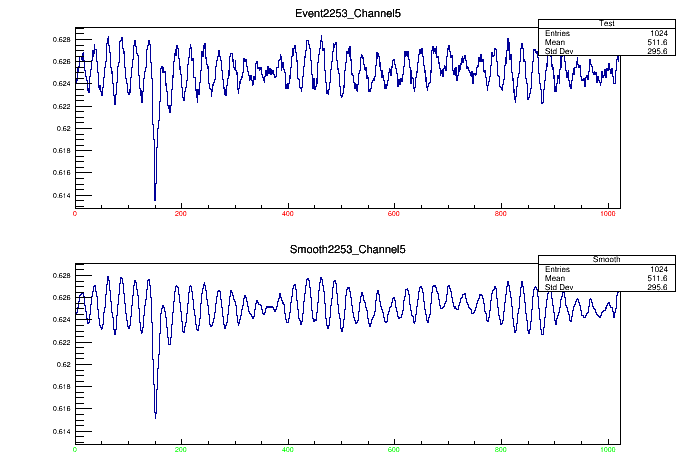 Event2253_Channel5
Test
Entries 1024
Mean 511.6
Std Dev 295.6
0.628
0.626
0.624
0.622
0.62
0.618
0.616
0.614
0 200 400 600 800 1000
Smooth2253_Channel5
Smooth
Entries 1024
Mean 511.6
Std Dev 295.6
0.628
0.626
0.624
0.622
0.62
0.618
0.616
0.614
0 200 400 600 800 1000